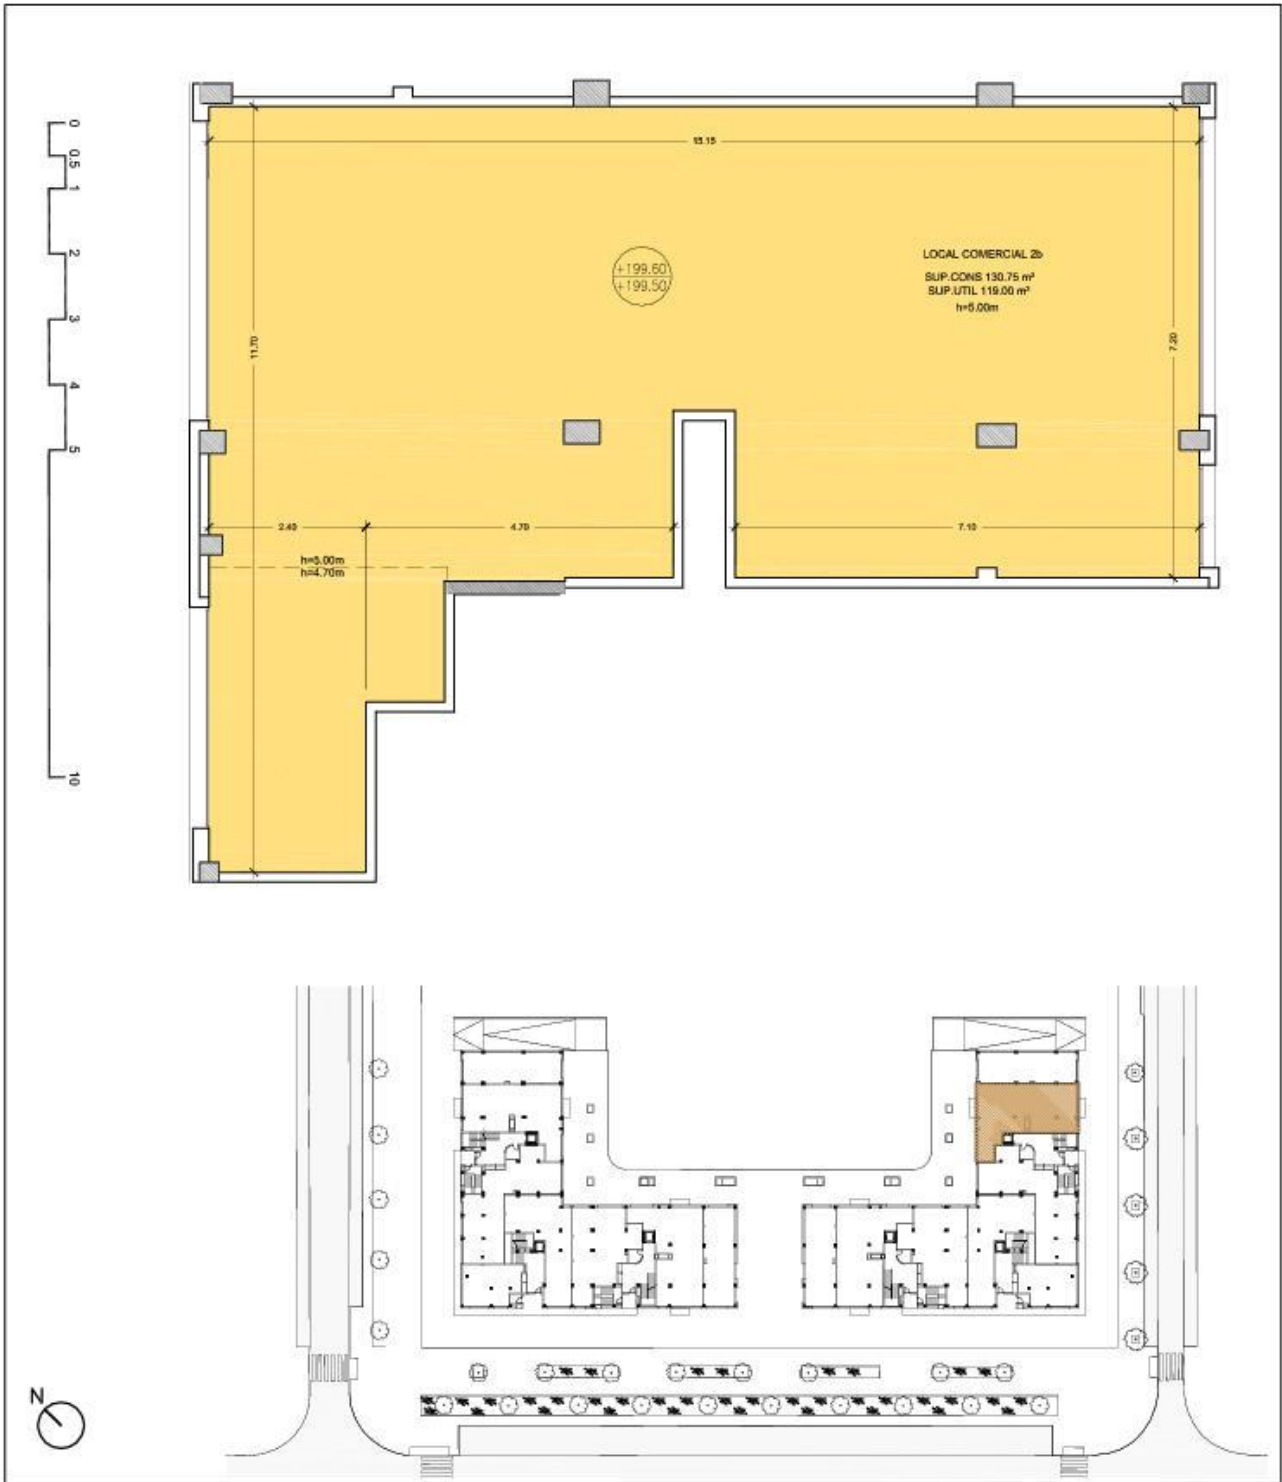 0
0.5
1
2
3
4
5
10
15.15
11.70
7.20
+199.60
+199.50
LOCAL COMERCIAL 2b
SUP.CONS 130.75 m²
SUP.UTIL 119.00 m²
h=5.00m
2.40
4.70
7.10
h=5.00m
h=4.70m
N